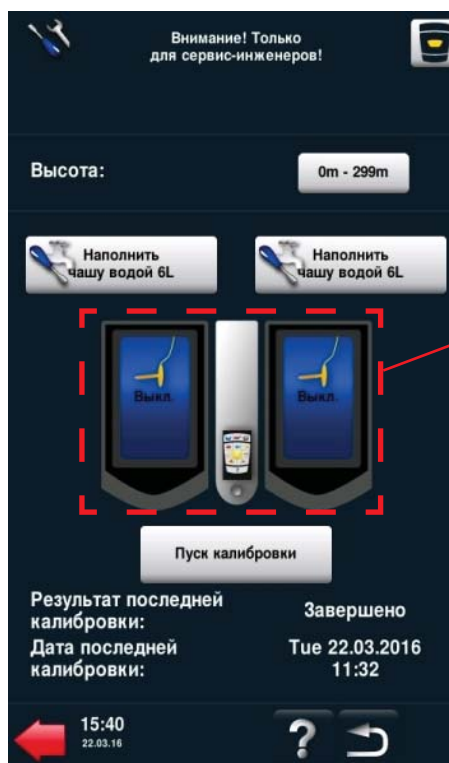 Внимание! Только
для сервис-инженеров!
Высота:
0m - 299m
Наполнить
чашу водой 6L
Наполнить
чашу водой 6L
Выкл.
Выкл.
Пуск калибровки
Результат последней
калибровки:
Завершено
Дата последней
калибровки:
Tue 22.03.2016
11:32
15:40
22.03.16
?